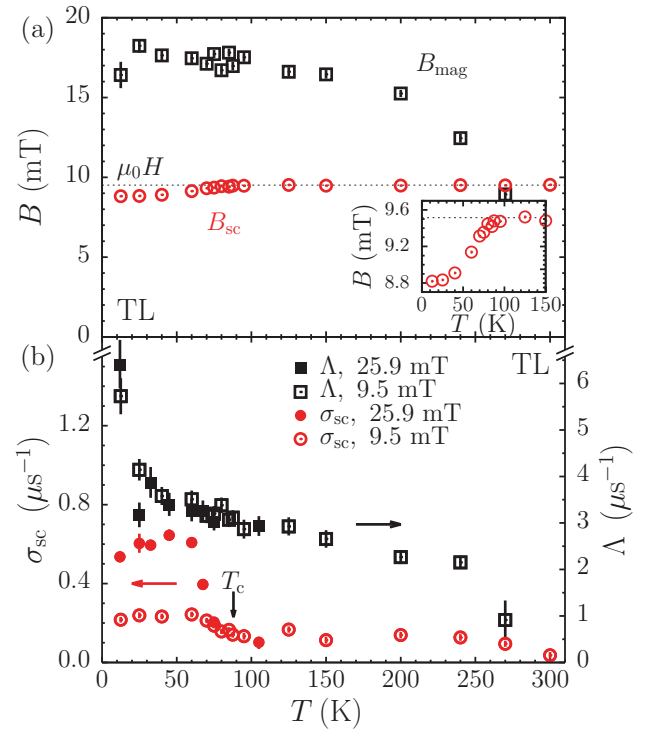 (a)
20
15
10
5
0
B (mT)
B_mag
μ₀H
B_sc
TL
9.6
9.2
8.8
B (mT)
0 50 100 150
T (K)
(b)
TL
Λ, 25.9 mT
Λ, 9.5 mT
σ_sc, 25.9 mT
σ_sc, 9.5 mT
1.2
0.8
0.4
0.0
σ_sc (μs⁻¹)
T_c
6
5
4
3
2
1
0
Λ (μs⁻¹)
0 50 100 150 200 250 300
T (K)